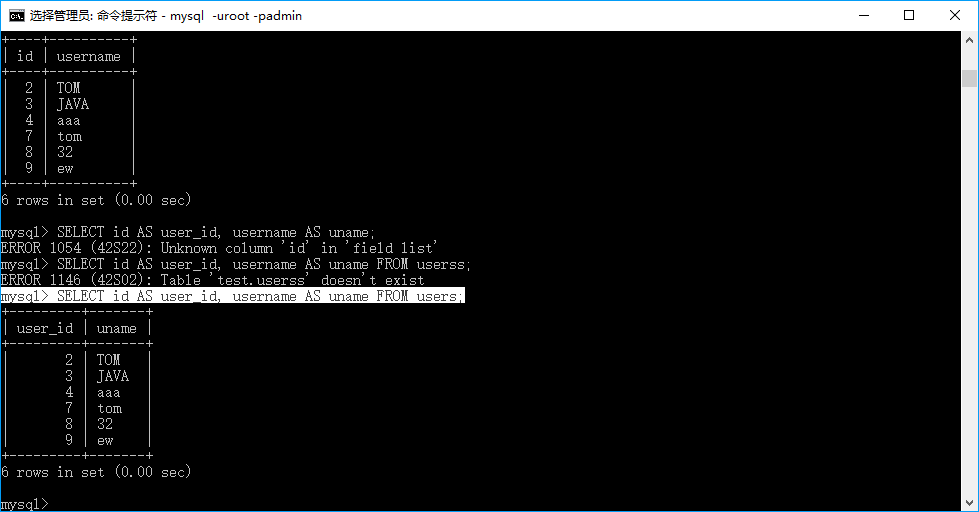 选择管理员: 命令提示符 - mysql  -uroot -padmin
+----+----------+
| id | username |
+----+----------+
|  2 | TOM      |
|  3 | JAVA     |
|  4 | aaa      |
|  7 | tom      |
|  8 | 32       |
|  9 | ew       |
+----+----------+
6 rows in set (0.00 sec)
mysql> SELECT id AS user_id, username AS uname;
ERROR 1054 (42S22): Unknown column 'id' in 'field list'
mysql> SELECT id AS user_id, username AS uname FROM userss;
ERROR 1146 (42S02): Table 'test.userss' doesn't exist
mysql> SELECT id AS user_id, username AS uname FROM users;
+---------+-------+
| user_id | uname |
+---------+-------+
|       2 | TOM   |
|       3 | JAVA  |
|       4 | aaa   |
|       7 | tom   |
|       8 | 32    |
|       9 | ew    |
+---------+-------+
6 rows in set (0.00 sec)
mysql>